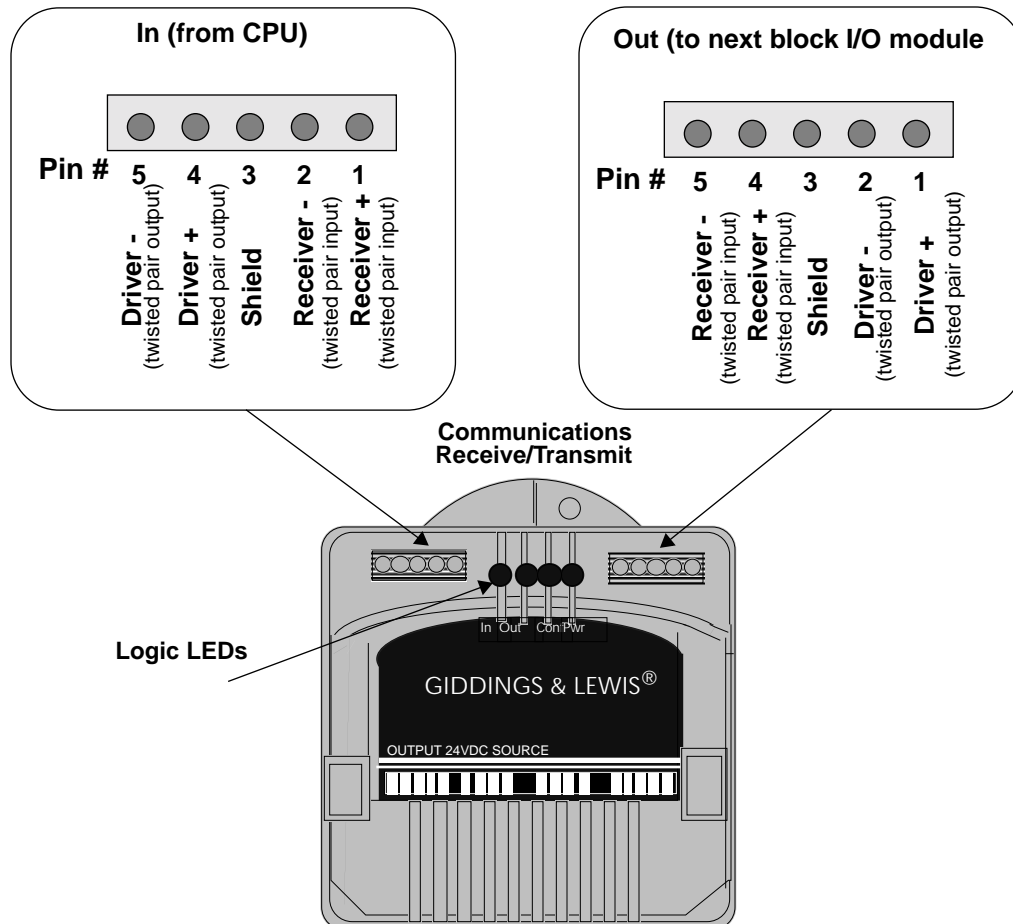 In (from CPU)
Pin # 5 4 3 2 1
Driver -
(twisted pair output)
Driver +
(twisted pair output)
Shield
Receiver -
(twisted pair input)
Receiver +
(twisted pair input)
Out (to next block I/O module
Pin # 5 4 3 2 1
Receiver -
(twisted pair input)
Receiver +
(twisted pair input)
Shield
Driver -
(twisted pair output)
Driver +
(twisted pair output)
Communications
Receive/Transmit
Logic LEDs
In Out Con Pwr
GIDDINGS & LEWIS®
OUTPUT 24VDC SOURCE